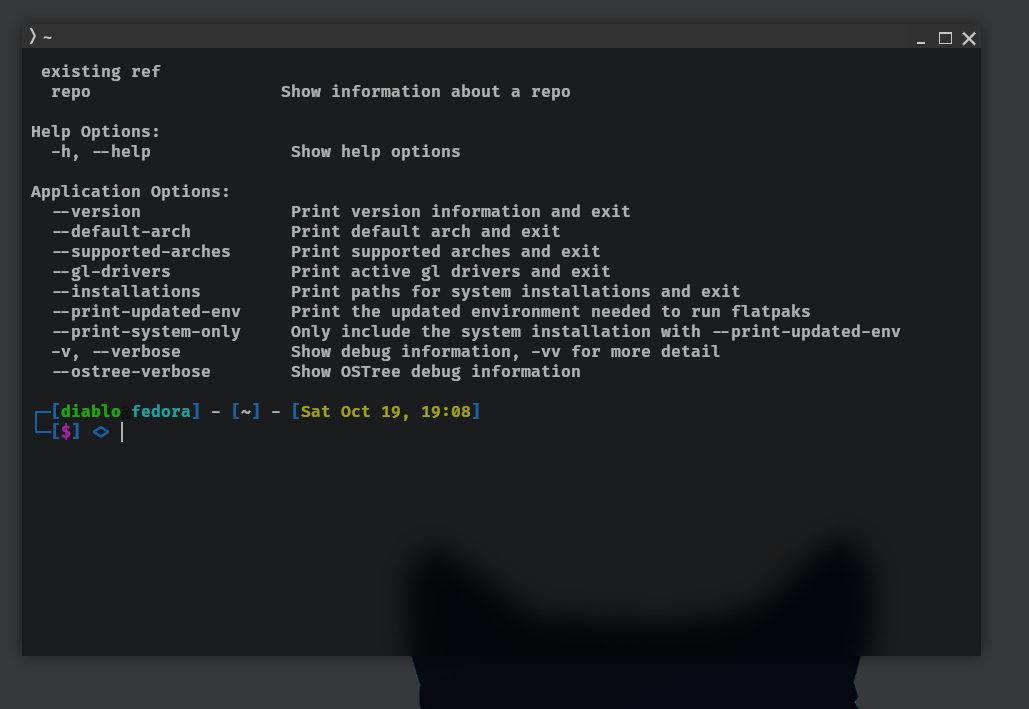 ❭ ~
existing ref
repo Show information about a repo
Help Options:
-h, --help Show help options
Application Options:
--version Print version information and exit
--default-arch Print default arch and exit
--supported-arches Print supported arches and exit
--gl-drivers Print active gl drivers and exit
--installations Print paths for system installations and exit
--print-updated-env Print the updated environment needed to run flatpaks
--print-system-only Only include the system installation with --print-updated-env
-v, --verbose Show debug information, -vv for more detail
--ostree-verbose Show OSTree debug information
┌─[diablo fedora] - [~] - [Sat Oct 19, 19:08]
└─[$] <>